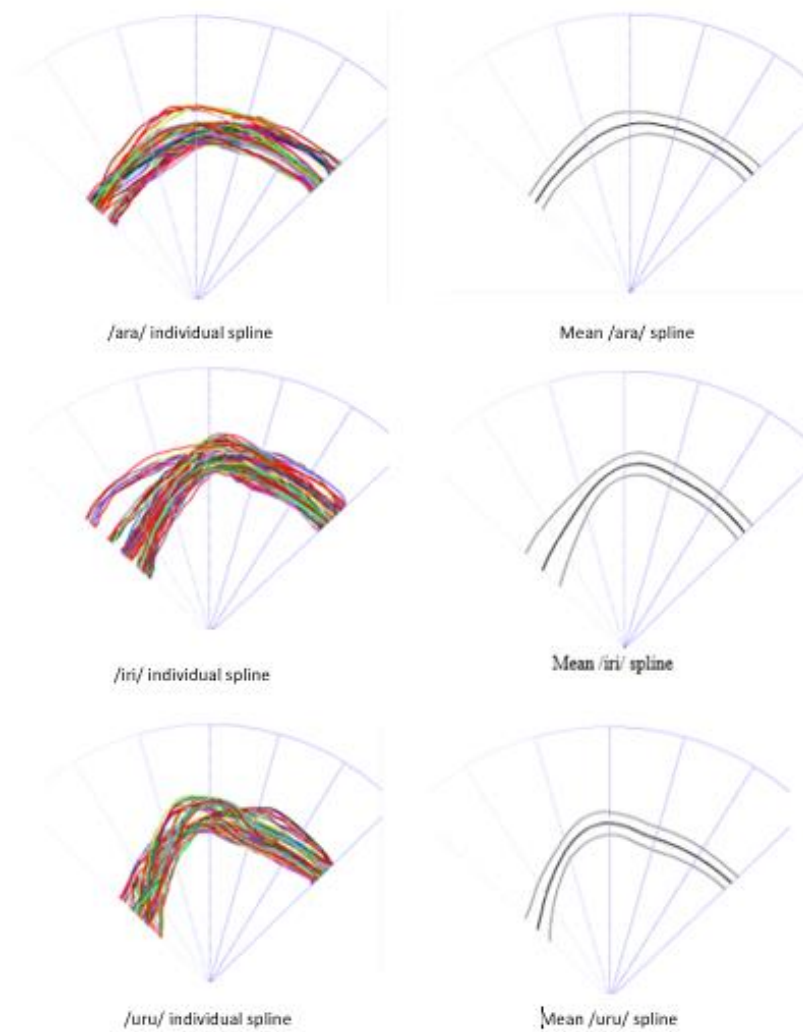 /ara/ individual spline
Mean /ara/ spline
/iri/ individual spline
Mean /iri/ spline
/uru/ individual spline
Mean /uru/ spline